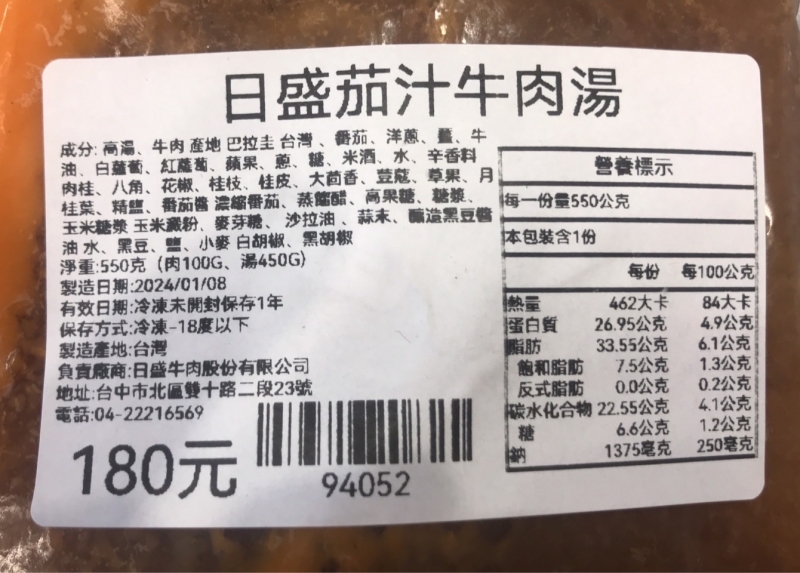 日盛茄汁牛肉湯
成分: 高湯、牛肉 產地 巴拉圭 台灣 、番茄、洋蔥、薑、牛
油、白蘿蔔、紅蘿蔔、蘋果、蔥、糖、米酒、水、辛香料
肉桂、八角、花椒、桂枝、桂皮、大茴香、荳蔻、草果、月
桂葉、精鹽、番茄醬 濃縮番茄、蒸餾醋、高果糖、糖漿、
玉米糖漿 玉米澱粉、麥芽糖、 沙拉油 、蒜末、釀造黑豆醬
油 水、黑豆、鹽、小麥 白胡椒、黑胡椒
淨重:550克（肉100G、湯450G）
製造日期:2024/01/08
有效日期:冷凍未開封保存1年
保存方式:冷凍-18度以下
製造產地:台灣
負責廠商:日盛牛肉股份有限公司
地址:台中市北區雙十路二段23號
電話:04-22216569
180元
94052
營養標示
每一份量550公克
本包裝含1份
每份 每100公克
熱量 462大卡 84大卡
蛋白質 26.95公克 4.9公克
脂肪 33.55公克 6.1公克
飽和脂肪 7.5公克 1.3公克
反式脂肪 0.0公克 0.2公克
碳水化合物 22.55公克 4.1公克
糖 6.6公克 1.2公克
鈉 1375毫克 250毫克